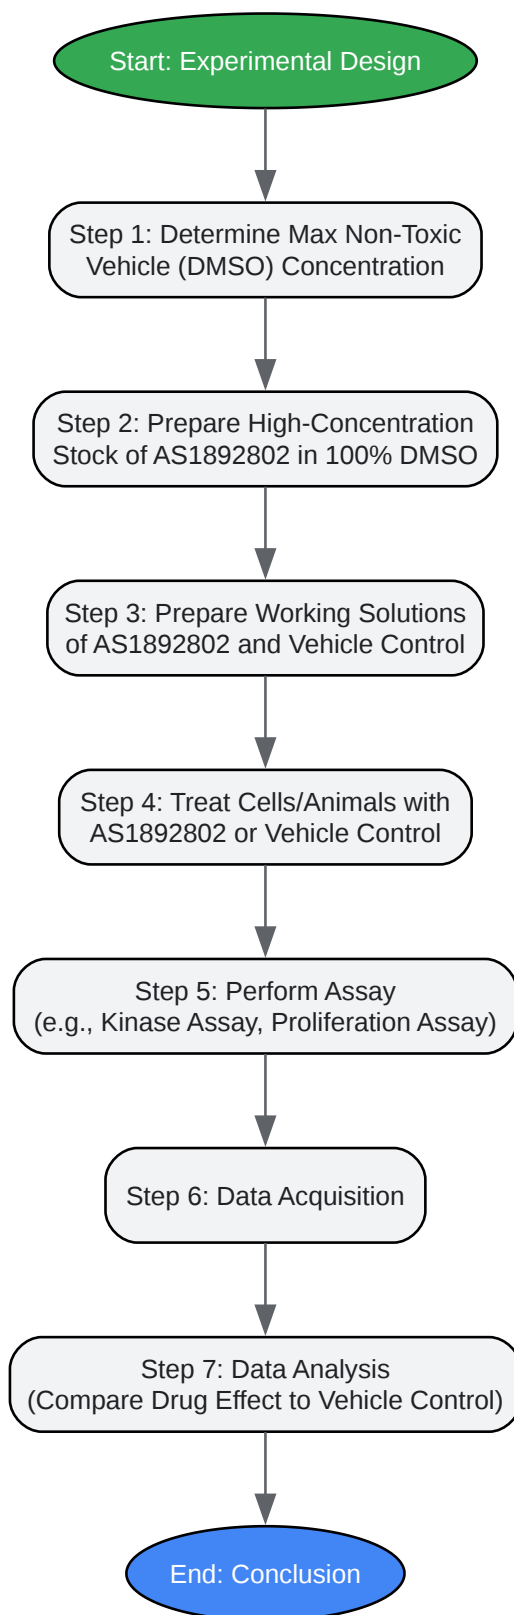 Start: Experimental Design
Step 1: Determine Max Non-Toxic
Vehicle (DMSO) Concentration
Step 2: Prepare High-Concentration
Stock of AS1892802 in 100% DMSO
Step 3: Prepare Working Solutions
of AS1892802 and Vehicle Control
Step 4: Treat Cells/Animals with
AS1892802 or Vehicle Control
Step 5: Perform Assay
(e.g., Kinase Assay, Proliferation Assay)
Step 6: Data Acquisition
Step 7: Data Analysis
(Compare Drug Effect to Vehicle Control)
End: Conclusion